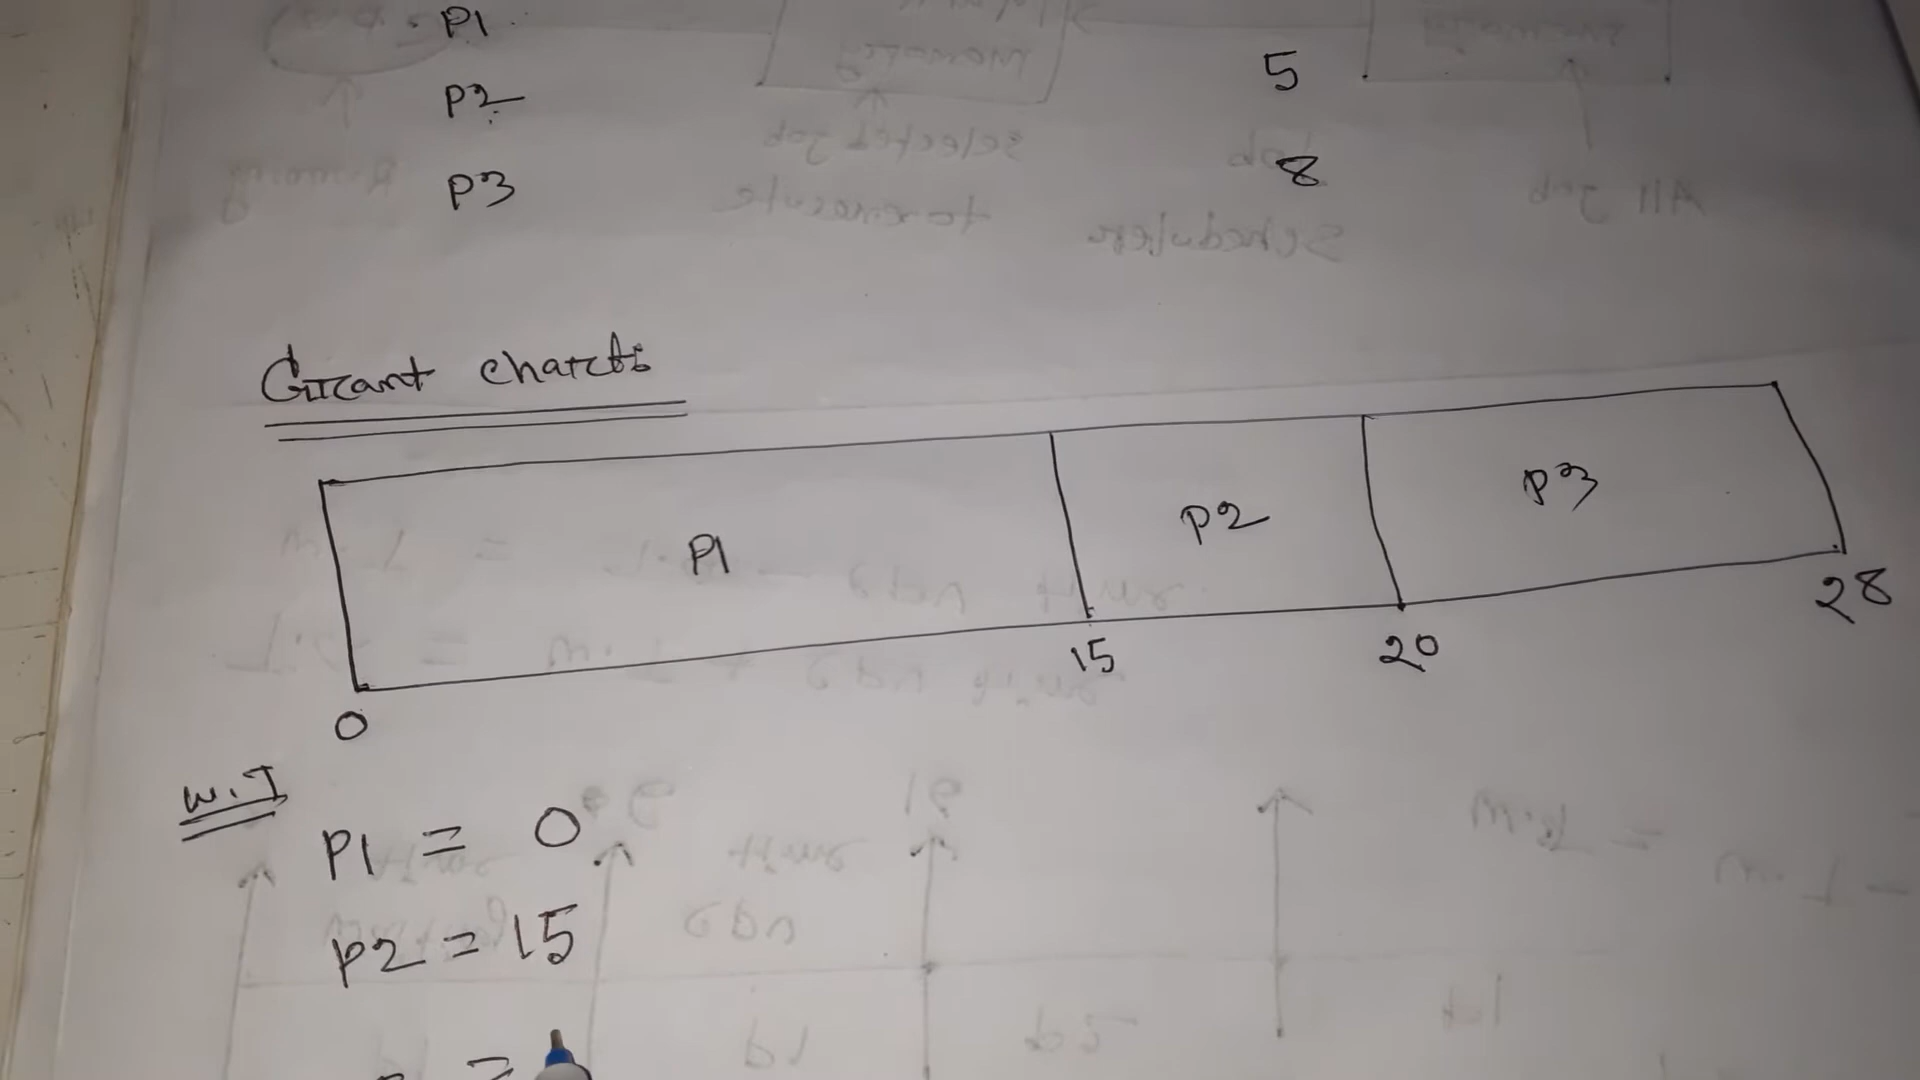 P1
5
P2
8
P3
Grant charts
P1 P2 P3
0 15 20 28
W.T
P1 = 0
P2 = 15
=